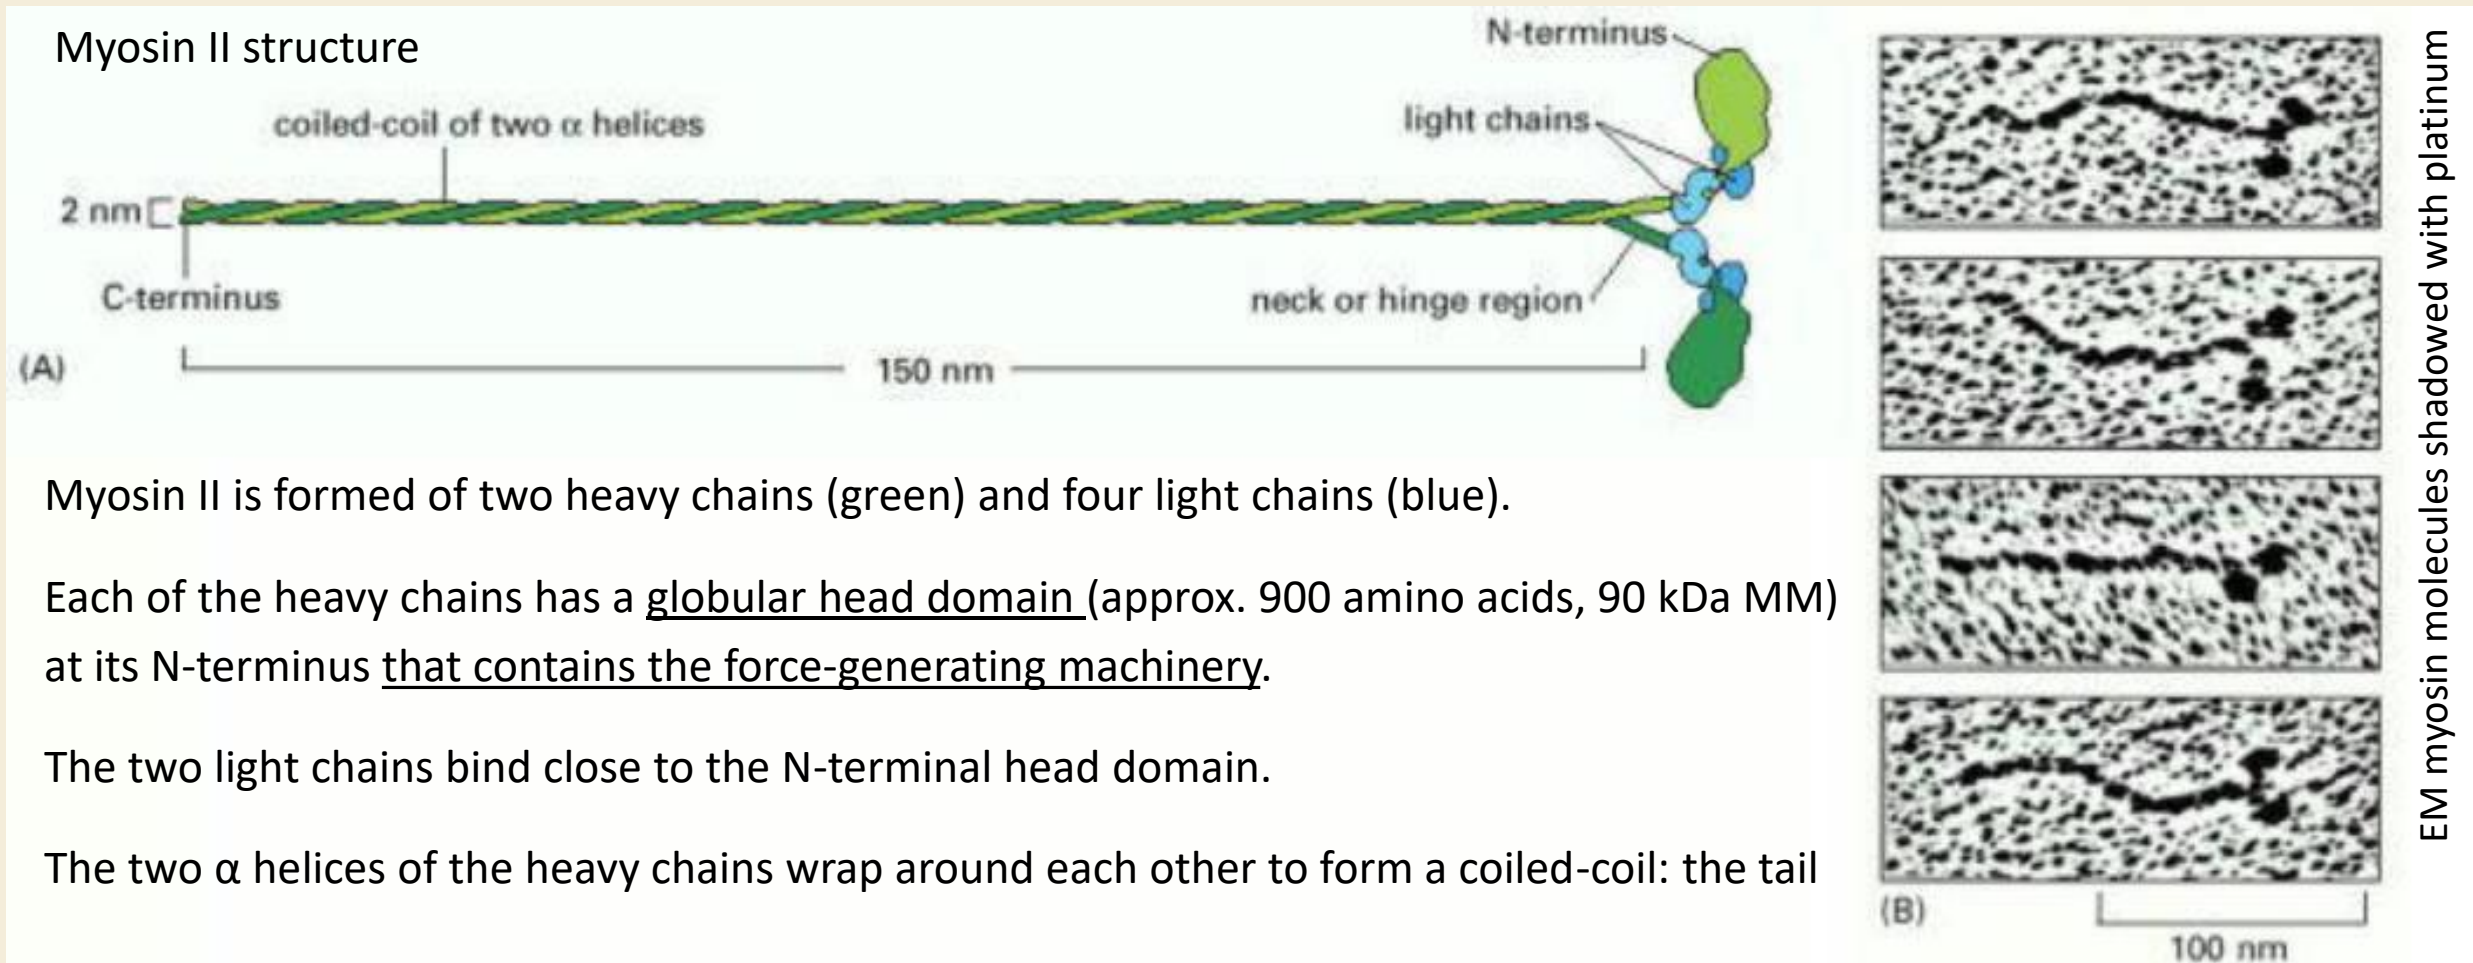 Myosin II structure
N-terminus
coiled-coil of two α helices
light chains
2 nm
C-terminus
neck or hinge region
(A)
150 nm
Myosin II is formed of two heavy chains (green) and four light chains (blue).
Each of the heavy chains has a globular head domain (approx. 900 amino acids, 90 kDa MM)
at its N-terminus that contains the force-generating machinery.
The two light chains bind close to the N-terminal head domain.
The two α helices of the heavy chains wrap around each other to form a coiled-coil: the tail
(B)
100 nm
EM myosin molecules shadowed with platinum